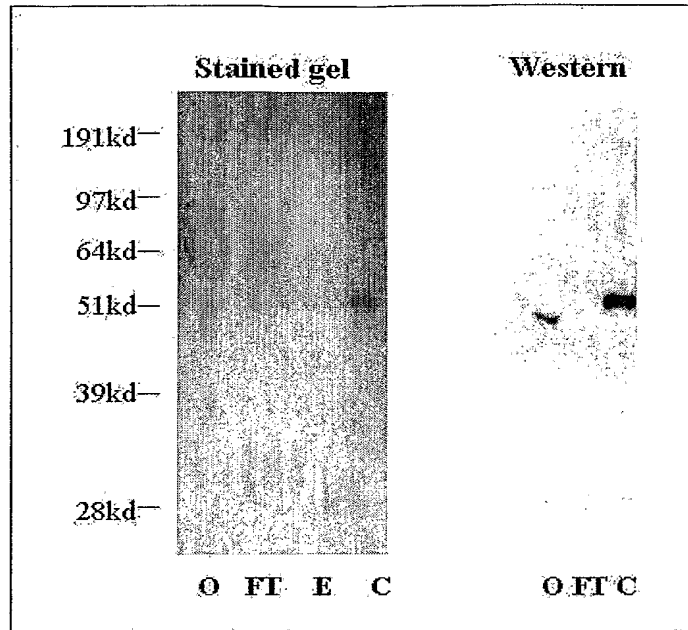 Stained gel Western
191kd
97kd
64kd
51kd
39kd
28kd
O FT E C O FT C